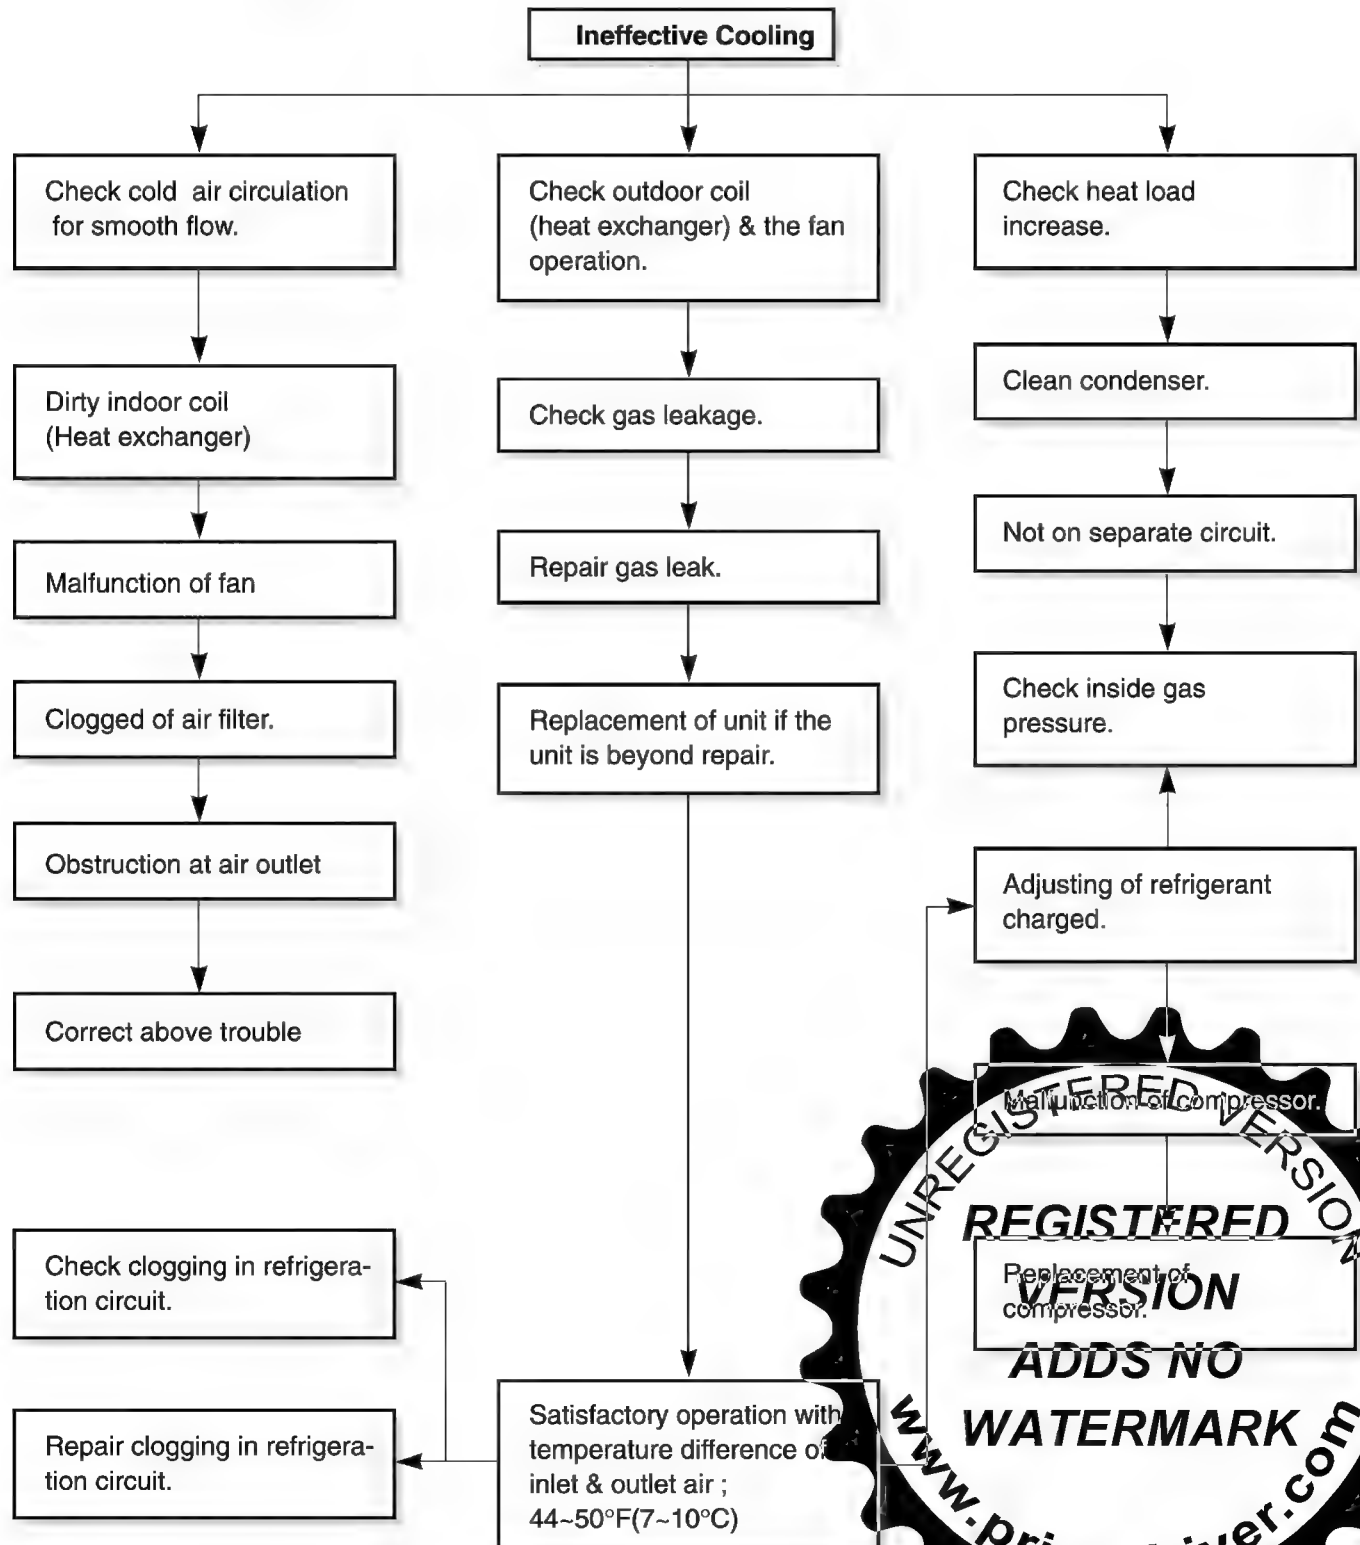 Ineffective Cooling
Check cold air circulation
for smooth flow.
Dirty indoor coil
(Heat exchanger)
Malfunction of fan
Clogged of air filter.
Obstruction at air outlet
Correct above trouble
Check outdoor coil
(heat exchanger) & the fan
operation.
Check gas leakage.
Repair gas leak.
Replacement of unit if the
unit is beyond repair.
Check heat load
increase.
Clean condenser.
Not on separate circuit.
Check inside gas
pressure.
Adjusting of refrigerant
charged.
Malfunction of compressor.
Replacement of
compressor.
Check clogging in refrigera-
tion circuit.
Repair clogging in refrigera-
tion circuit.
Satisfactory operation with
temperature difference of
inlet & outlet air ;
44~50°F(7~10°C)
UNREGISTERED VERSION
REGISTERED
VERSION
ADDS NO
WATERMARK